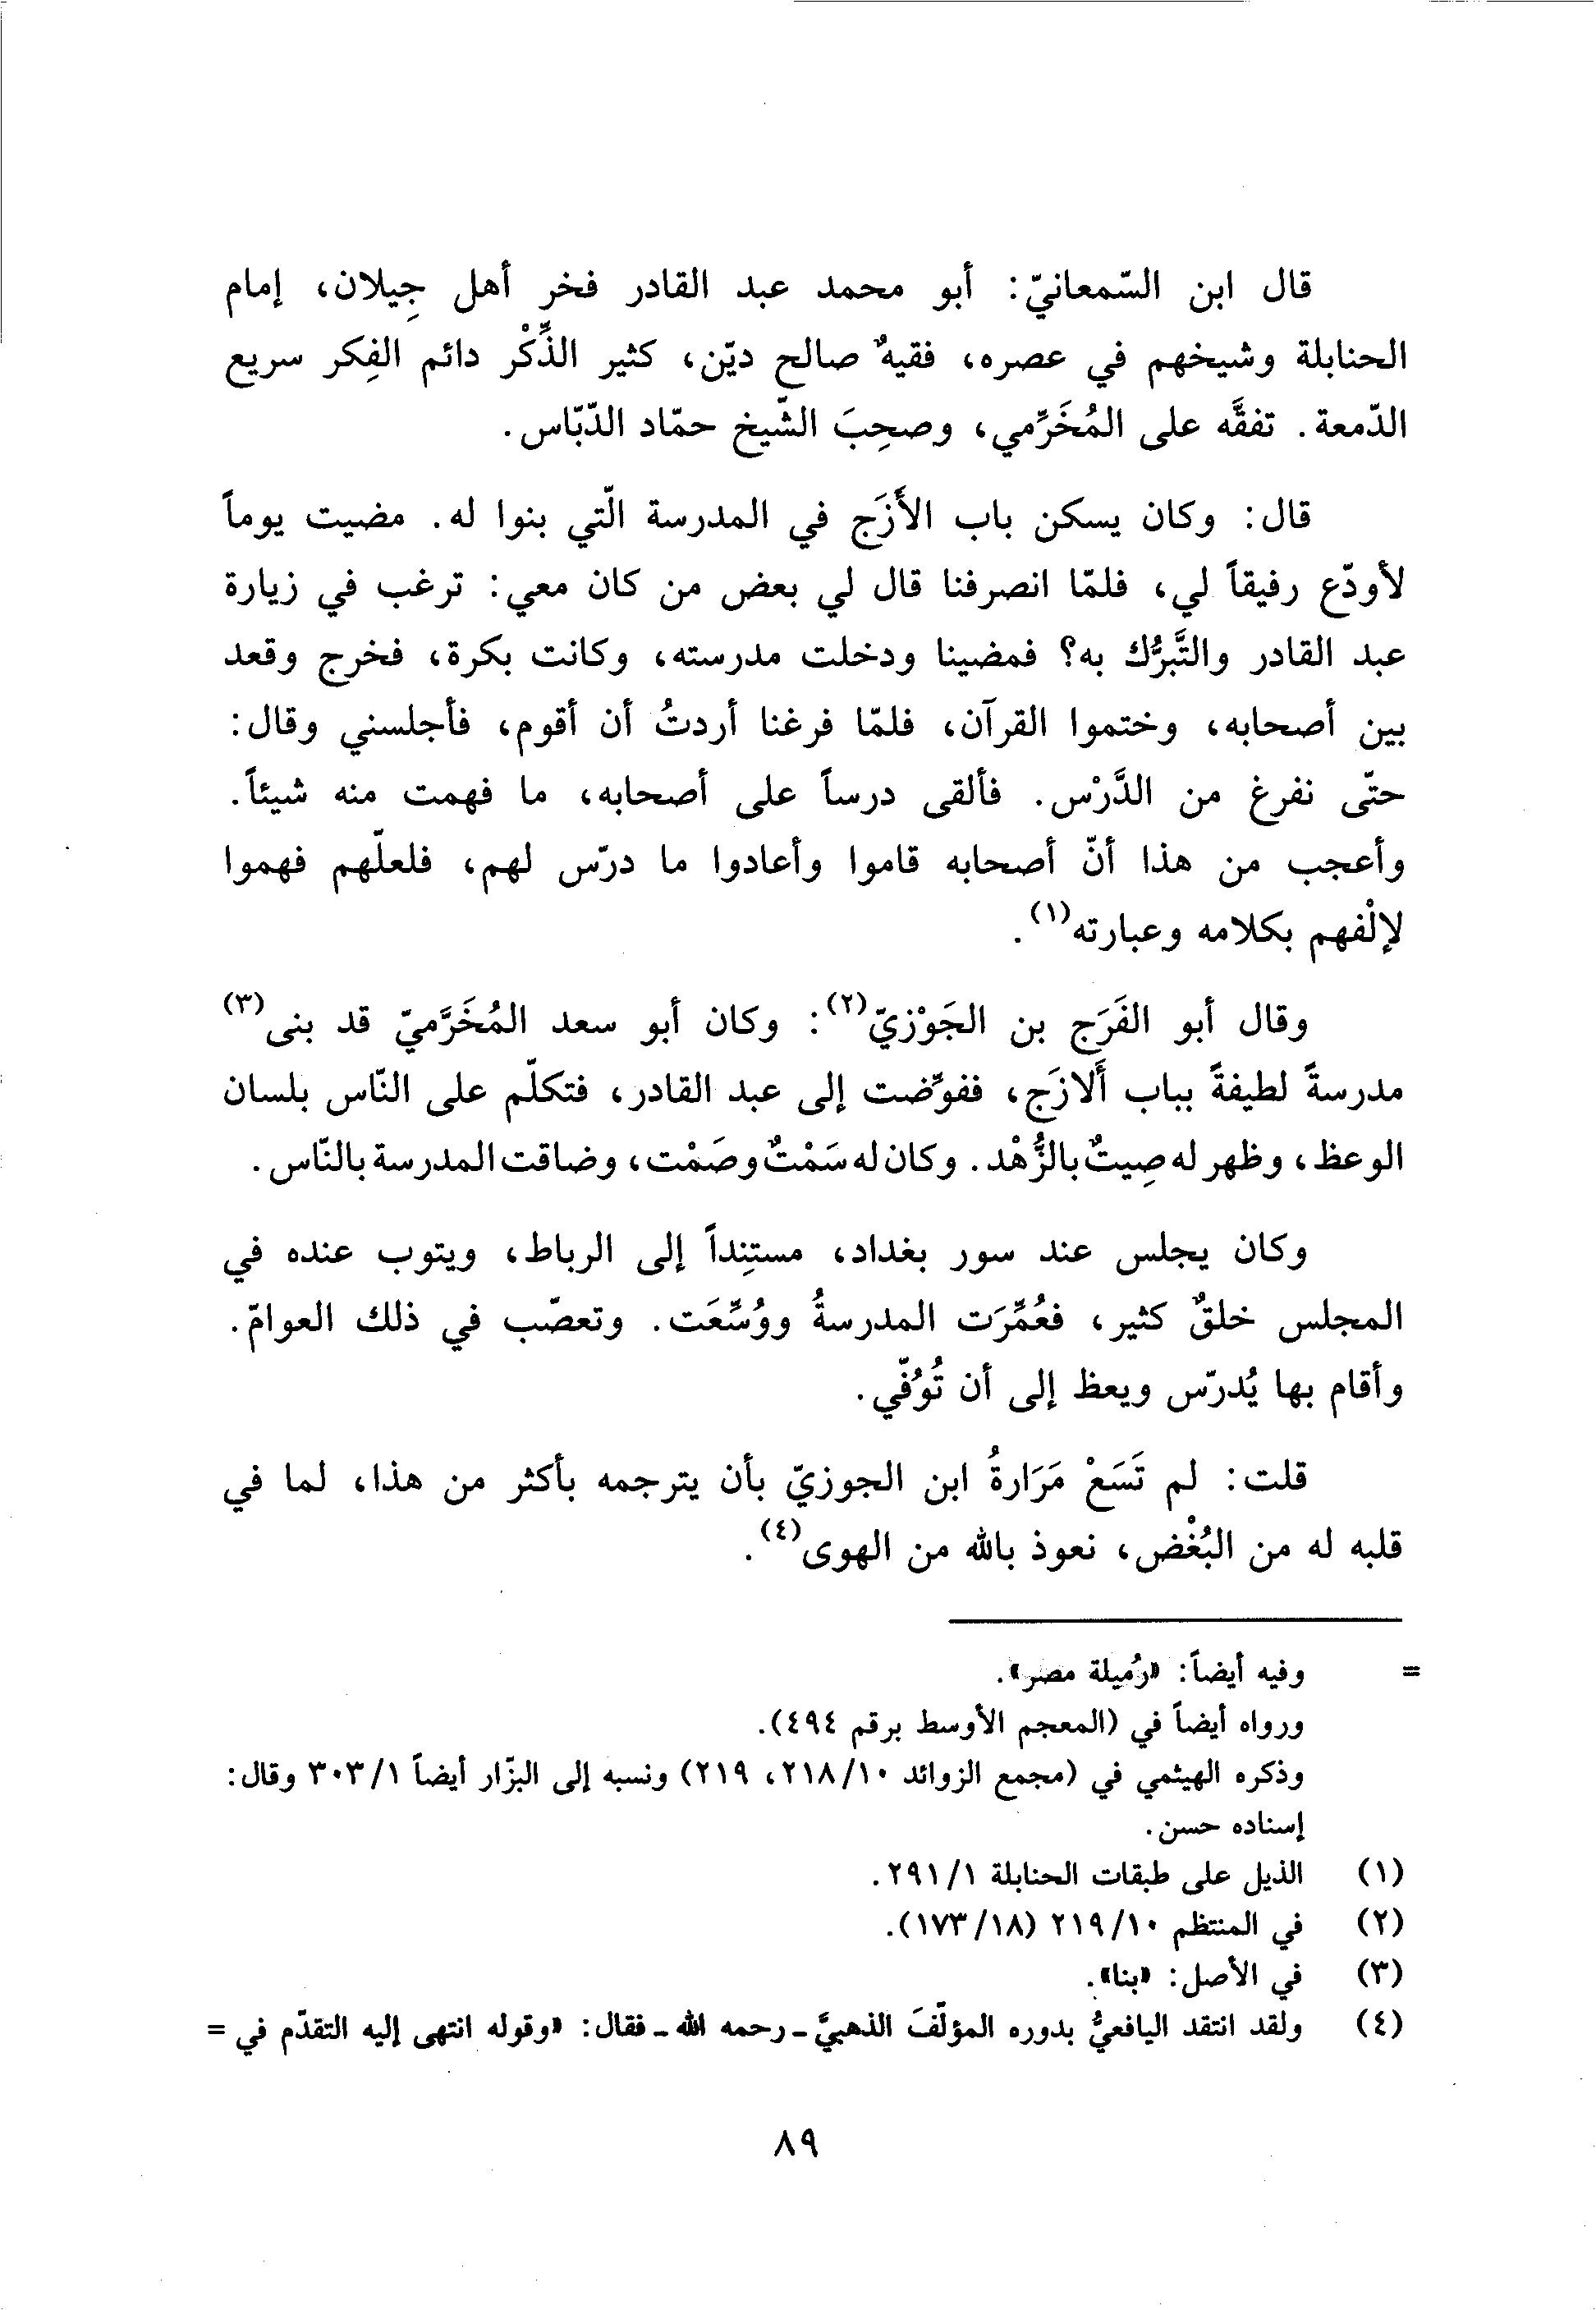 قال ابن السّمعانيّ: أبو محمد عبد القادر فخر أهل جِيلان، إمام
الحنابلة وشيخهم في عصره، فقيهٌ صالح ديّن، كثير الذِّكْر دائم الفِكر سريع
الدّمعة. تفقَّه على المُخَرِّمي، وصحِبَ الشّيخ حمّاد الدّبّاس.
قال: وكان يسكن باب الأَزَج في المدرسة الّتي بنوا له. مضيت يوماً
لأودّع رفيقاً لي، فلمّا انصرفنا قال لي بعض من كان معي: ترغب في زيارة
عبد القادر والتَّبرُّك به؟ فمضينا ودخلت مدرسته، وكانت بكرة، فخرج وقعد
بين أصحابه، وختموا القرآن، فلمّا فرغنا أردتُ أن أقوم، فأجلسني وقال:
حتّى نفرغ من الدَّرْس. فألقى درساً على أصحابه، ما فهمت منه شيئاً.
وأعجب من هذا أنّ أصحابه قاموا وأعادوا ما درّس لهم، فلعلّهم فهموا
لإلْفهم بكلامه وعبارته(١).
وقال أبو الفَرَج بن الجَوْزيّ(٢): وكان أبو سعد المُخَرَّميّ قد بنى(٣)
مدرسةً لطيفةً بباب أَلازَج، ففوِّضت إلى عبد القادر، فتكلّم على النّاس بلسان
الوعظ، وظهر له صِيتٌ بالزُّهْد. وكان له سَمْتٌ وصَمْت، وضاقت المدرسة بالنّاس.
وكان يجلس عند سور بغداد، مستنِداً إلى الرباط، ويتوب عنده في
المجلس خلقٌ كثير، فعُمِّرَت المدرسةُ ووُسِّعَت. وتعصّب في ذلك العوامّ.
وأقام بها يُدرّس ويعظ إلى أن تُوُفّي.
قلت: لم تَسَعْ مَرَارةُ ابن الجوزيّ بأن يترجمه بأكثر من هذا، لما في
قلبه له من البُغْض، نعوذ بالله من الهوى(٤).
= وفيه أيضاً: «رُميلة مصر».
ورواه أيضاً في (المعجم الأوسط برقم ٤٩٤).
وذكره الهيثمي في (مجمع الزوائد ٢١٨/١٠، ٢١٩) ونسبه إلى البزّار أيضاً ٣٠٣/١ وقال:
إسناده حسن.
(١) الذيل على طبقات الحنابلة ٢٩١/١.
(٢) في المنتظم ٢١٩/١٠ (١٧٣/١٨).
(٣) في الأصل: «بنا».
(٤) ولقد انتقد اليافعيُّ بدوره المؤلّفَ الذهبيَّ ـ رحمه الله ـ فقال: «وقوله انتهى إليه التقدّم في =
٨٩